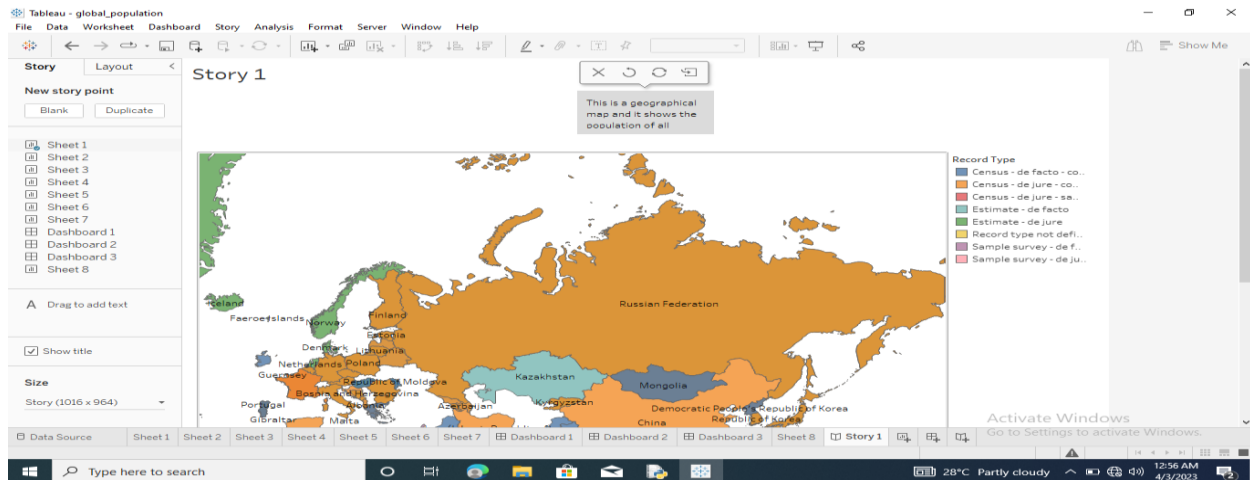 Tableau - global_population
File Data Worksheet Dashboard Story Analysis Format Server Window Help
Show Me
Story Layout <
New story point
Blank Duplicate
Sheet 1
Sheet 2
Sheet 3
Sheet 4
Sheet 5
Sheet 6
Sheet 7
Dashboard 1
Dashboard 2
Dashboard 3
Sheet 8
A Drag to add text
Show title
Size
Story (1016 x 964)
Story 1
This is a geographical
map and it shows the
population of all
Russian Federation
Iceland
Faeroe Islands
Norway
Finland
Estonia
Denmark
Lithuania
Netherlands
Poland
Guernsey
Republic of Moldova
Bosnia and Herzegovina
Portugal
Albania
Gibraltar
Malta
Azerbaijan
Kazakhstan
Kyrgyzstan
Mongolia
China
Democratic People's Republic of Korea
Republic of Korea
Record Type
Census - de facto - co..
Census - de jure - co..
Census - de jure - sa..
Estimate - de facto
Estimate - de jure
Record type not defi..
Sample survey - de f..
Sample survey - de ju..
Activate Windows
Go to Settings to activate Windows.
Data Source Sheet 1 Sheet 2 Sheet 3 Sheet 4 Sheet 5 Sheet 6 Sheet 7 Dashboard 1 Dashboard 2 Dashboard 3 Sheet 8 Story 1
Type here to search
28°C Partly cloudy
12:56 AM
4/3/2023